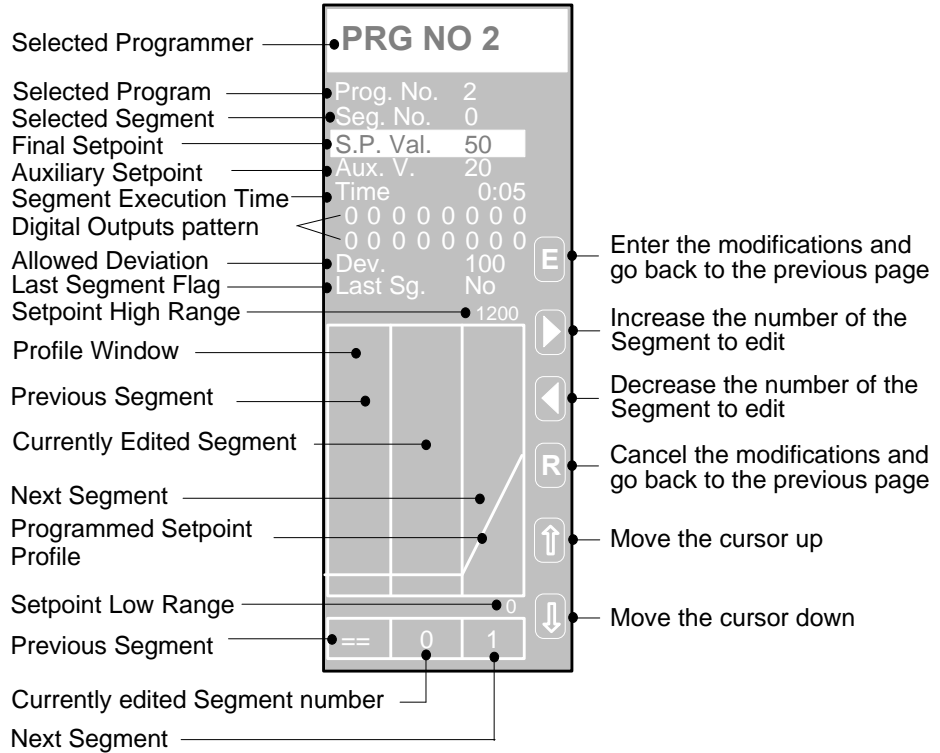 Selected Programmer
PRG NO 2
Selected Program
Prog. No. 2
Selected Segment
Seg. No. 0
Final Setpoint
S.P. Val. 50
Auxiliary Setpoint
Aux. V. 20
Segment Execution Time
Time 0:05
Digital Outputs pattern
0 0 0 0 0 0 0 0
0 0 0 0 0 0 0 0
Allowed Deviation
Dev. 100
Last Segment Flag
Last Sg. No
Setpoint High Range
1200
Profile Window
Previous Segment
Currently Edited Segment
Next Segment
Programmed Setpoint
Profile
Setpoint Low Range
0
Previous Segment
== 0 1
Currently edited Segment number
Next Segment
E
Enter the modifications and
go back to the previous page
Increase the number of the
Segment to edit
Decrease the number of the
Segment to edit
R
Cancel the modifications and
go back to the previous page
Move the cursor up
Move the cursor down